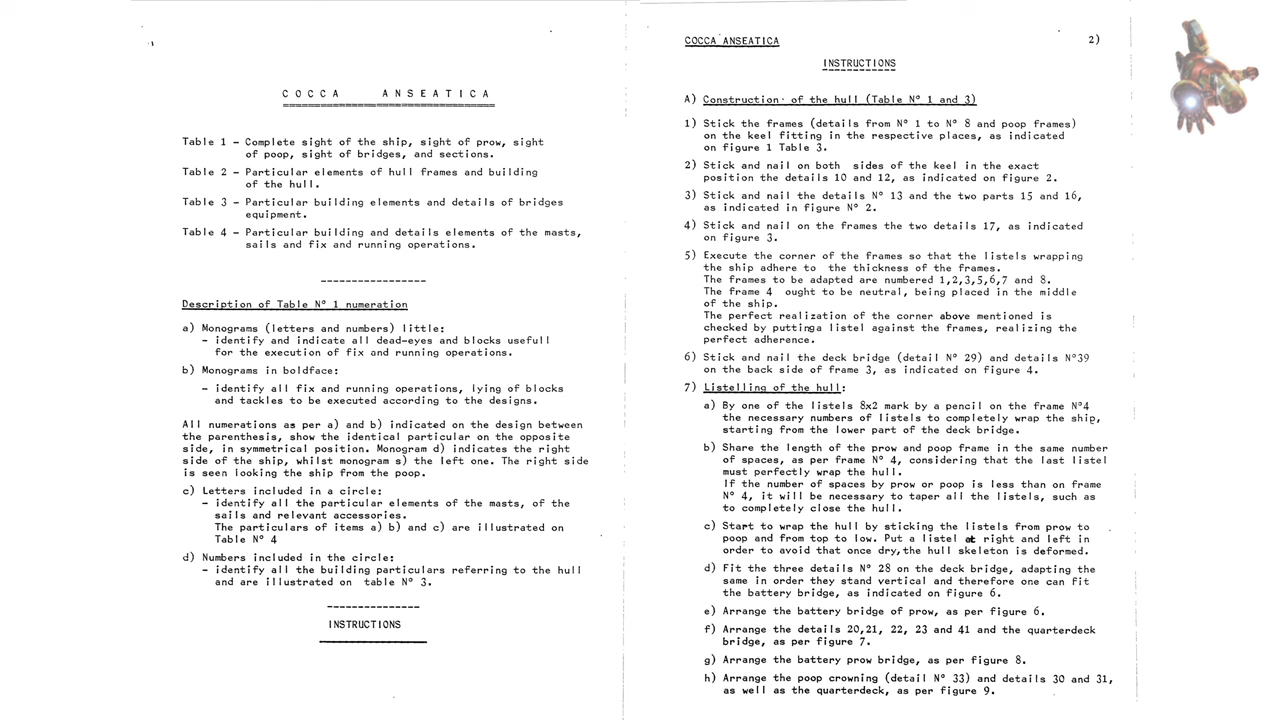 COCCA ANSEATICA
Table 1 – Complete sight of the ship, sight of prow, sight
of poop, sight of bridges, and sections.
Table 2 – Particular elements of hull frames and building
of the hull.
Table 3 – Particular building elements and details of bridges
equipment.
Table 4 – Particular building and details elements of the masts,
sails and fix and running operations.
Description of Table N° 1 numeration
a) Monograms (letters and numbers) little:
– identify and indicate all dead-eyes and blocks usefull
for the execution of fix and running operations.
b) Monograms in boldface:
– identify all fix and running operations, lying of blocks
and tackles to be executed according to the designs.
All numerations as per a) and b) indicated on the design between
the parenthesis, show the identical particular on the opposite
side, in symmetrical position. Monogram d) indicates the right
side of the ship, whilst monogram s) the left one. The right side
is seen looking the ship from the poop.
c) Letters included in a circle:
– identify all the particular elements of the masts, of the
sails and relevant accessories.
The particulars of items a) b) and c) are illustrated on
Table N° 4
d) Numbers included in the circle:
– identify all the building particulars referring to the hull
and are illustrated on table N° 3.
INSTRUCTIONS
COCCA ANSEATICA 2)
INSTRUCTIONS
A) Construction of the hull (Table N° 1 and 3)
1) Stick the frames (details from N° 1 to N° 8 and poop frames)
on the keel fitting in the respective places, as indicated
on figure 1 Table 3.
2) Stick and nail on both sides of the keel in the exact
position the details 10 and 12, as indicated on figure 2.
3) Stick and nail the details N° 13 and the two parts 15 and 16,
as indicated in figure N° 2.
4) Stick and nail on the frames the two details 17, as indicated
on figure 3.
5) Execute the corner of the frames so that the listels wrapping
the ship adhere to the thickness of the frames.
The frames to be adapted are numbered 1,2,3,5,6,7 and 8.
The frame 4 ought to be neutral, being placed in the middle
of the ship.
The perfect realization of the corner above mentioned is
checked by puttinga listel against the frames, realizing the
perfect adherence.
6) Stick and nail the deck bridge (detail N° 29) and details N°39
on the back side of frame 3, as indicated on figure 4.
7) Listelling of the hull:
a) By one of the listels 8x2 mark by a pencil on the frame N°4
the necessary numbers of listels to completely wrap the ship,
starting from the lower part of the deck bridge.
b) Share the length of the prow and poop frame in the same number
of spaces, as per frame N° 4, considering that the last listel
must perfectly wrap the hull.
If the number of spaces by prow or poop is less than on frame
N° 4, it will be necessary to taper all the listels, such as
to completely close the hull.
c) Start to wrap the hull by sticking the listels from prow to
poop and from top to low. Put a listel at right and left in
order to avoid that once dry,the hull skeleton is deformed.
d) Fit the three details N° 28 on the deck bridge, adapting the
same in order they stand vertical and therefore one can fit
the battery bridge, as indicated on figure 6.
e) Arrange the battery bridge of prow, as per figure 6.
f) Arrange the details 20,21, 22, 23 and 41 and the quarterdeck
bridge, as per figure 7.
g) Arrange the battery prow bridge, as per figure 8.
h) Arrange the poop crowning (detail N° 33) and details 30 and 31,
as well as the quarterdeck, as per figure 9.